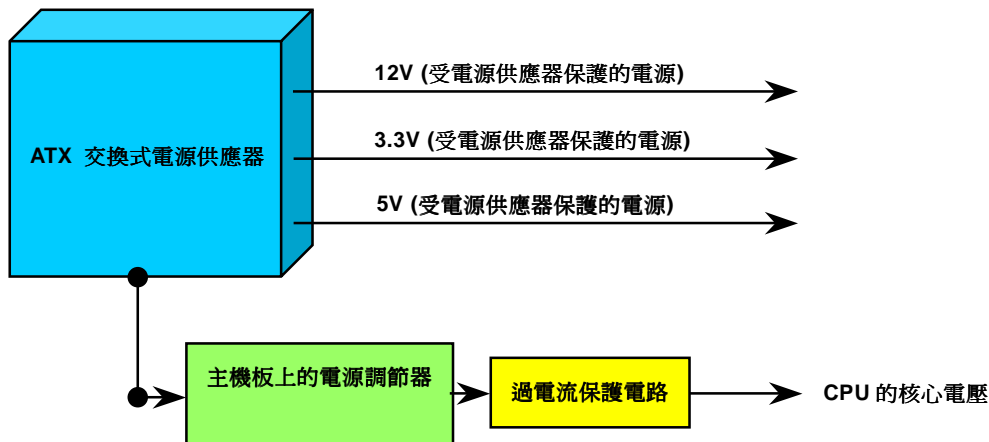 12V (受電源供應器保護的電源)
ATX 交換式電源供應器
3.3V (受電源供應器保護的電源)
5V (受電源供應器保護的電源)
主機板上的電源調節器
過電流保護電路
CPU 的核心電壓